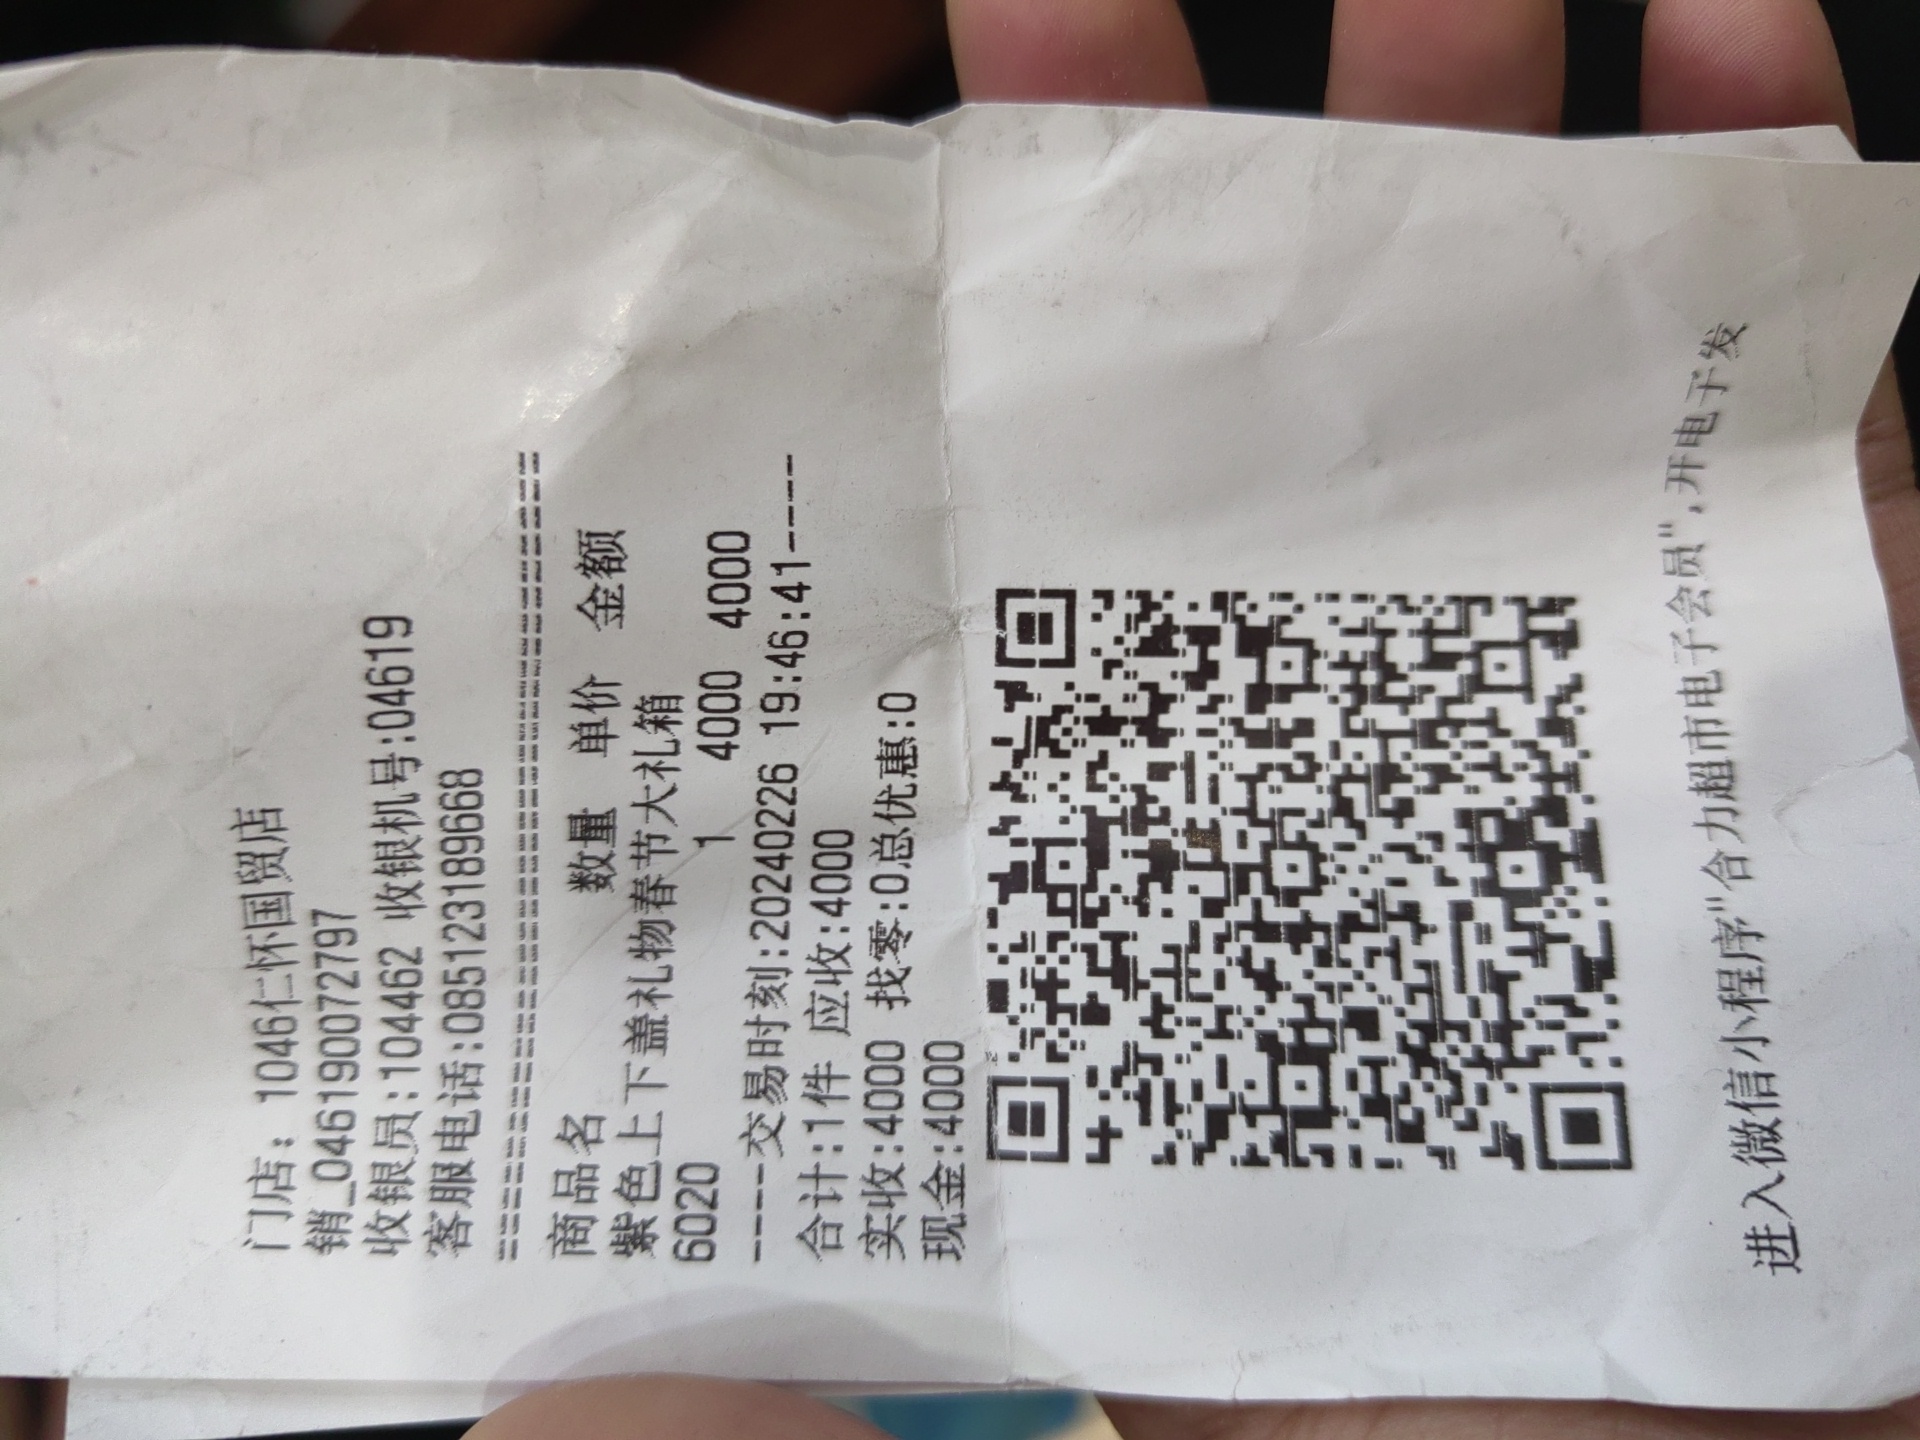 门店: 1046仁怀国贸店
销_046190072797
收银员:104462 收银机号:04619
客服电话:085123189668
================================
商品名 数量 单价 金额
紫色上下盖礼物春节大礼箱
6020 1 4000 4000
----交易时刻:20240226 19:46:41----
合计:1件 应收:4000
实收:4000 找零:0总优惠:0
现金:4000
进入微信小程序"合力超市电子会员",开电子发